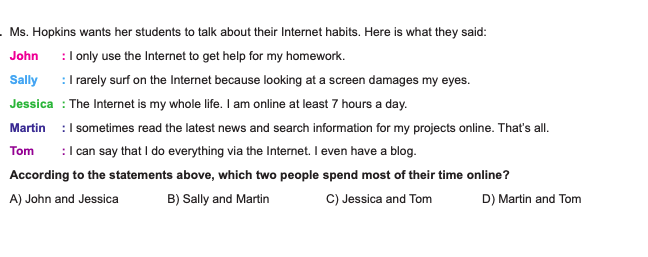 . Ms. Hopkins wants her students to talk about their Internet habits. Here is what they said:
John : I only use the Internet to get help for my homework.
Sally : I rarely surf on the Internet because looking at a screen damages my eyes.
Jessica : The Internet is my whole life. I am online at least 7 hours a day.
Martin : I sometimes read the latest news and search information for my projects online. That's all.
Tom : I can say that I do everything via the Internet. I even have a blog.
According to the statements above, which two people spend most of their time online?
A) John and Jessica B) Sally and Martin C) Jessica and Tom D) Martin and Tom